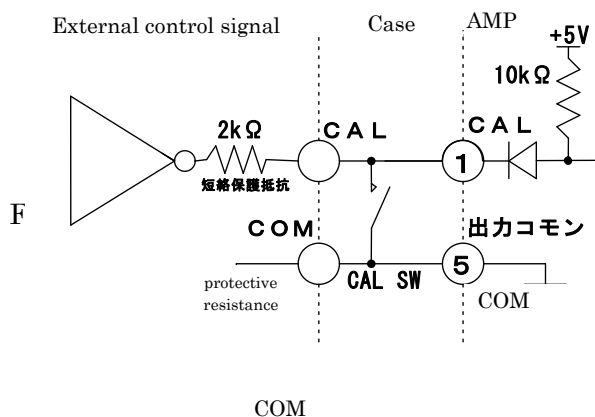 External control signal
Case
AMP
+5V
10kΩ
2kΩ
CAL
CAL
1
短絡保護抵抗
F
COM
出力コモン
5
protective
resistance
CAL SW
COM
COM